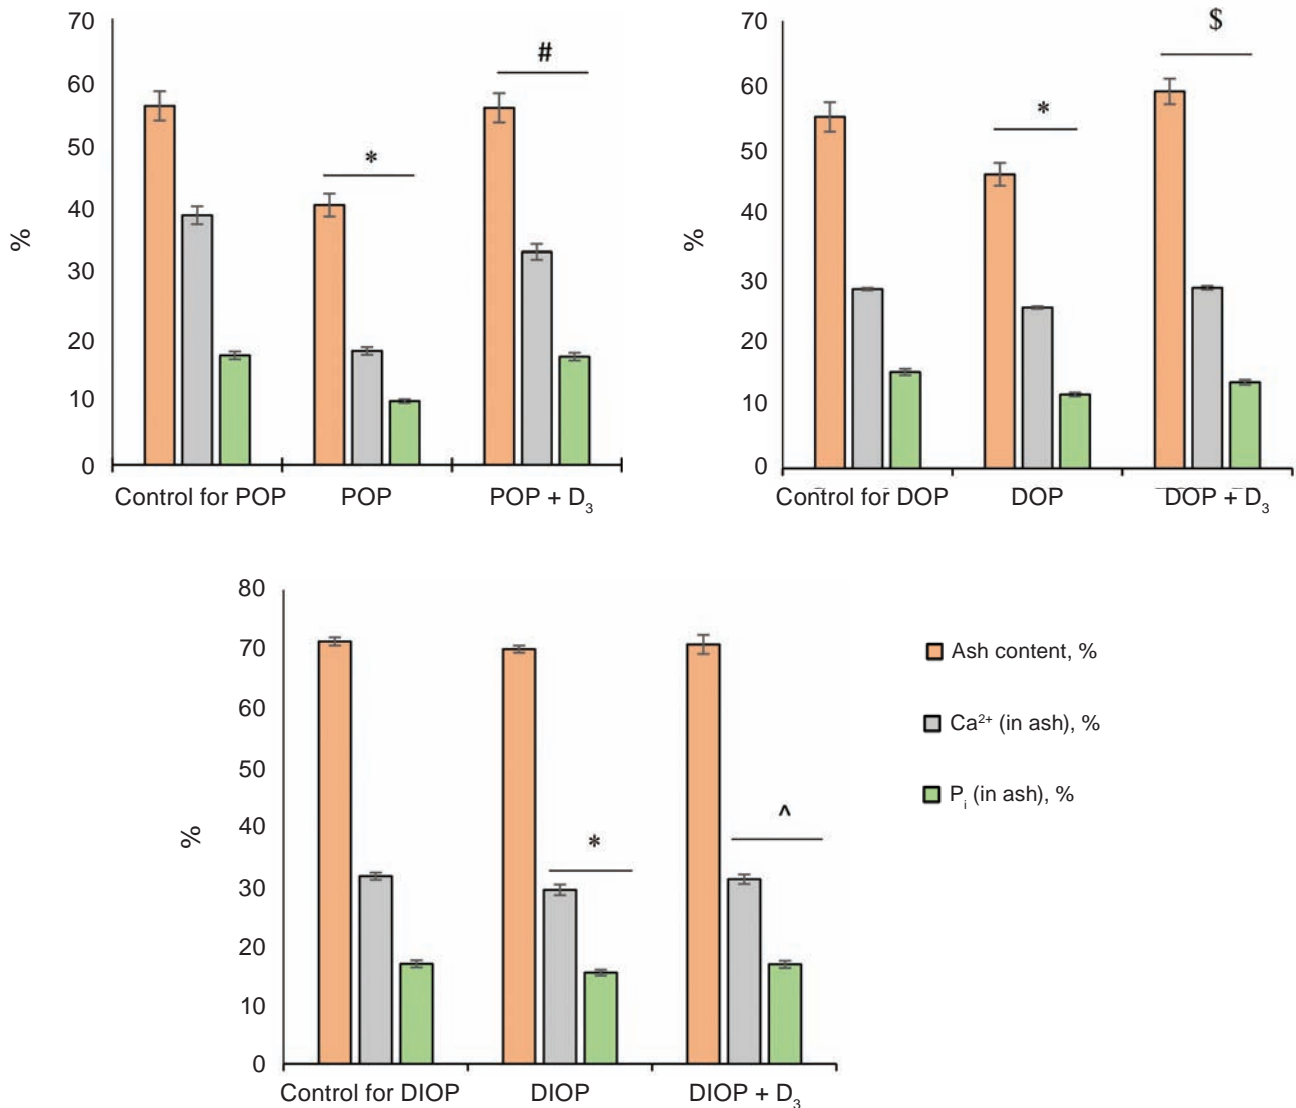 70
60
50
40
30
20
10
0
%
*
#
Control for POP
POP
POP + D₃
70
60
50
40
30
20
10
0
%
*
$
Control for DOP
DOP
DOP + D₃
80
70
60
50
40
30
20
10
0
%
*
^
Control for DIOP
DIOP
DIOP + D₃
Ash content, %
Ca²⁺ (in ash), %
Pᵢ (in ash), %